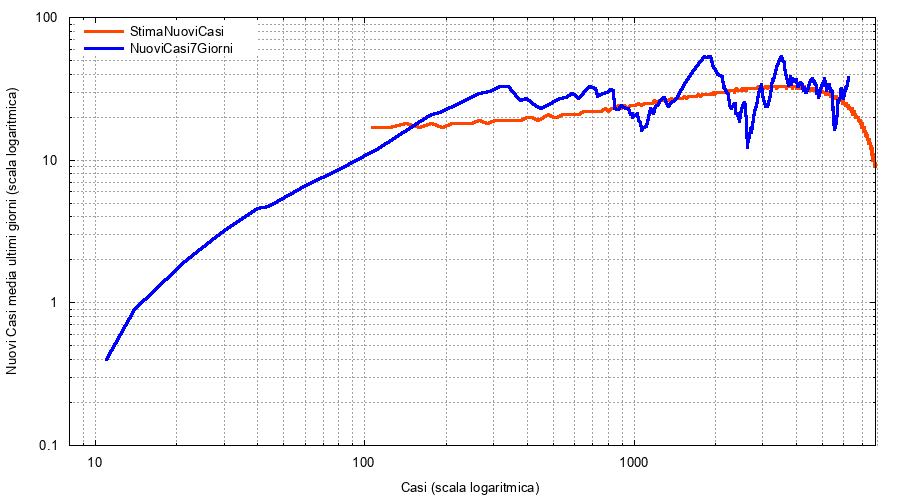 StimaNuoviCasi
NuoviCasi7Giorni
Nuovi Casi media ultimi giorni (scala logaritmica)
100
10
1
0.1
10
100
1000
Casi (scala logaritmica)